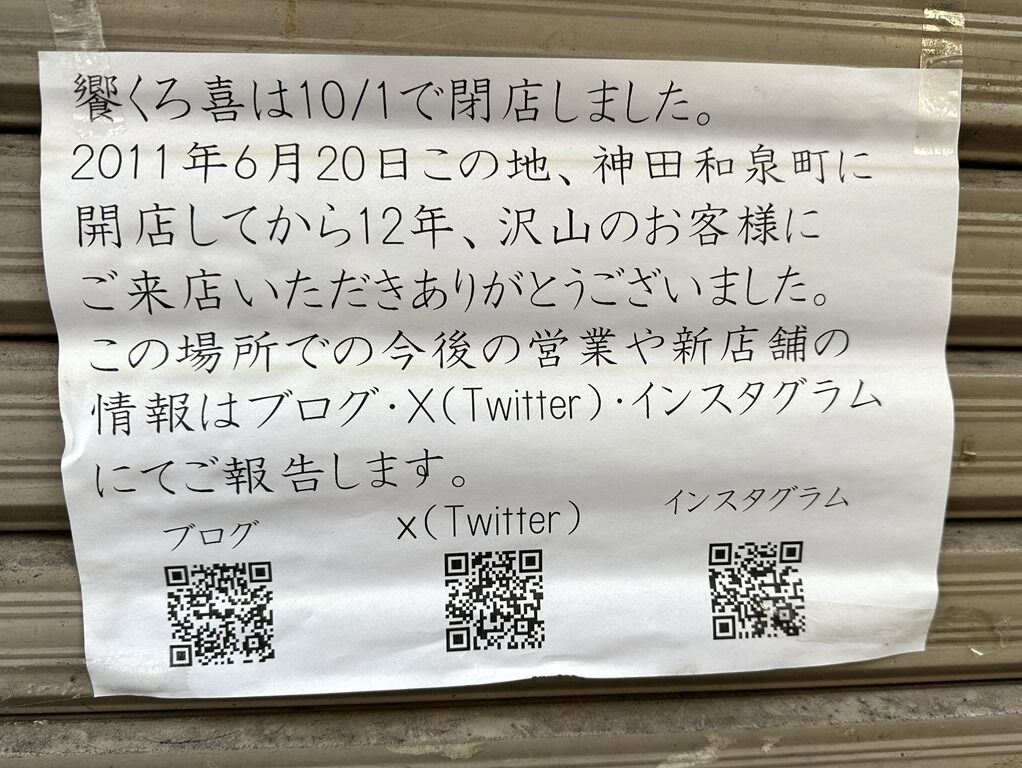 饗くろ喜は10/1で閉店しました。
2011年6月20日この地、神田和泉町に
開店してから12年、沢山のお客様に
ご来店いただきありがとうございました。
この場所での今後の営業や新店舗の
情報はブログ・X(Twitter)・インスタグラム
にてご報告します。
ブログ
x(Twitter)
インスタグラム